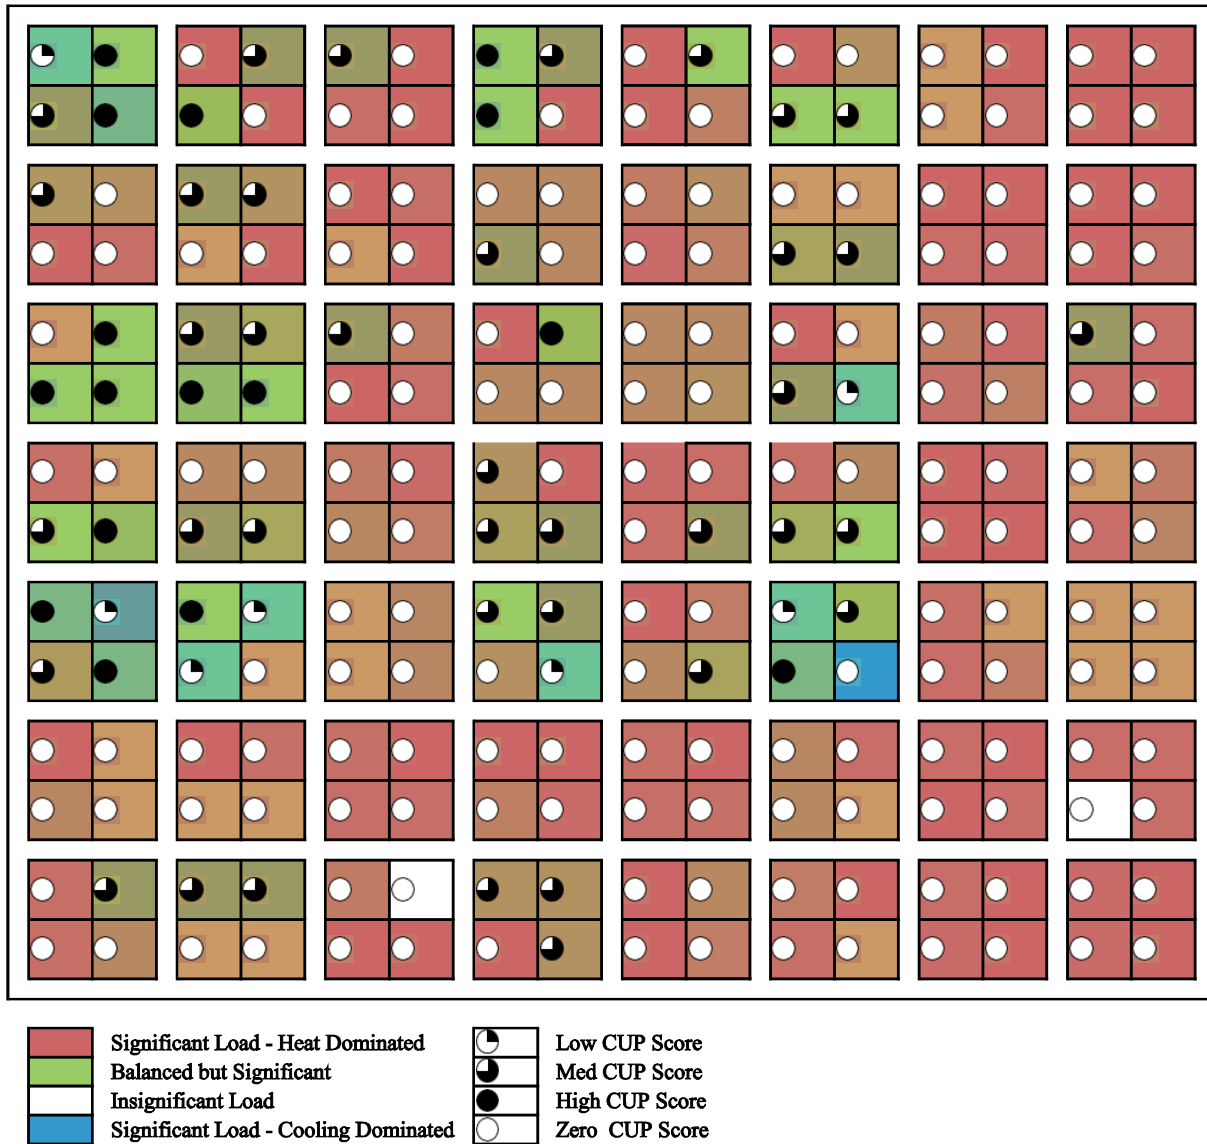 Significant Load - Heat Dominated
Balanced but Significant
Insignificant Load
Significant Load - Cooling Dominated
Low CUP Score
Med CUP Score
High CUP Score
Zero CUP Score